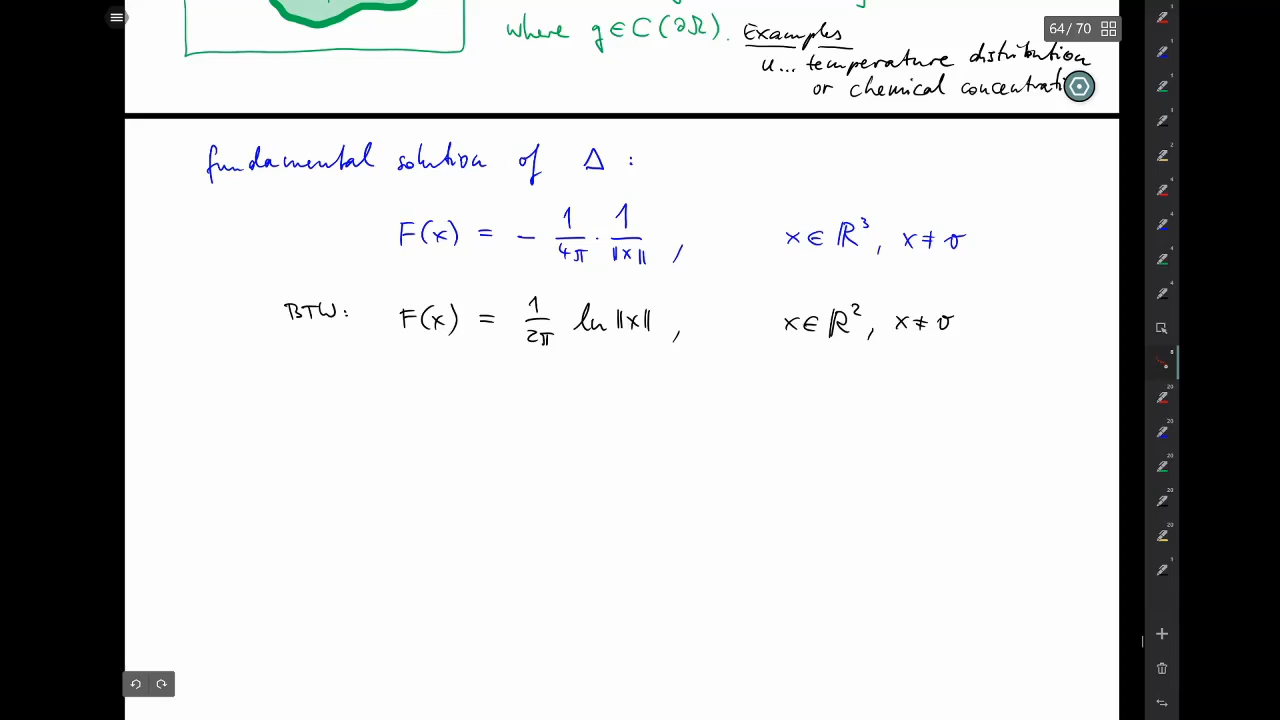 where g ∈ C(∂Ω).
Examples
u... temperature distribution
or chemical concentrati
64 / 70
fundamental solution of Δ :
F(x) = - 1/4π · 1/||x|| , x ∈ ℝ³, x ≠ 0
BTW: F(x) = 1/2π ln ||x|| , x ∈ ℝ², x ≠ 0